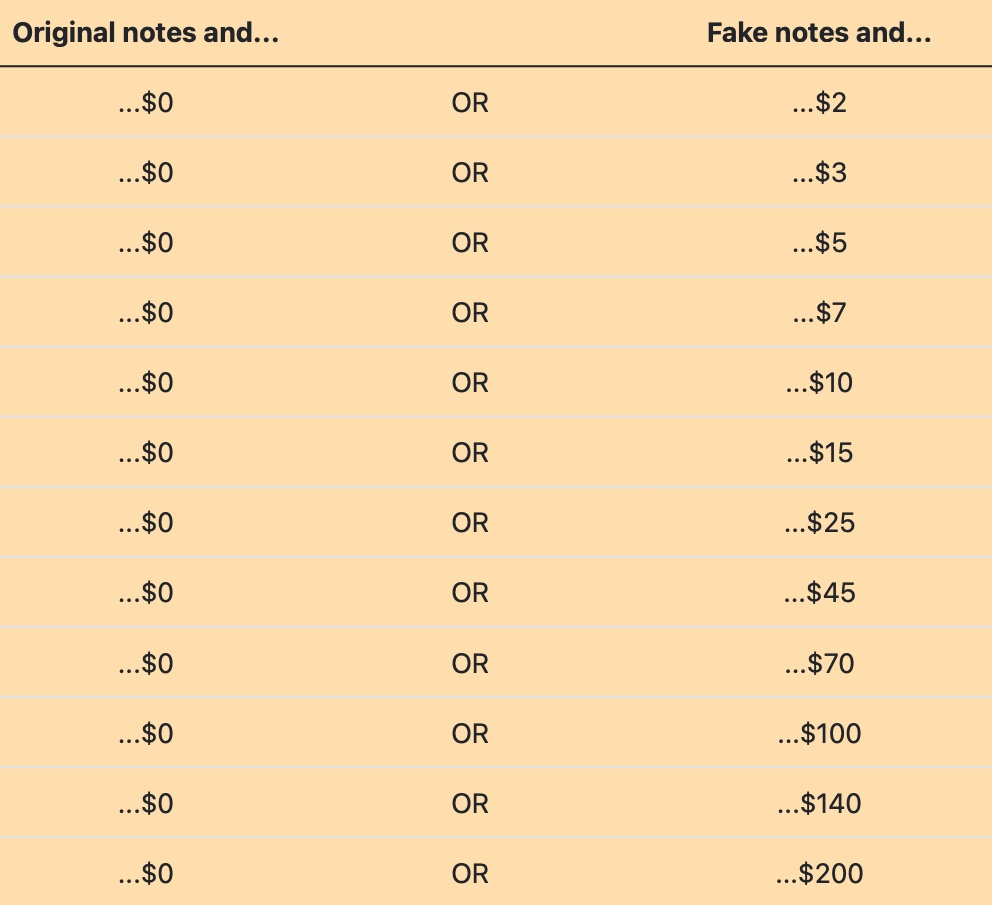 Original notes and... Fake notes and...
...$0 OR ...$2
...$0 OR ...$3
...$0 OR ...$5
...$0 OR ...$7
...$0 OR ...$10
...$0 OR ...$15
...$0 OR ...$25
...$0 OR ...$45
...$0 OR ...$70
...$0 OR ...$100
...$0 OR ...$140
...$0 OR ...$200